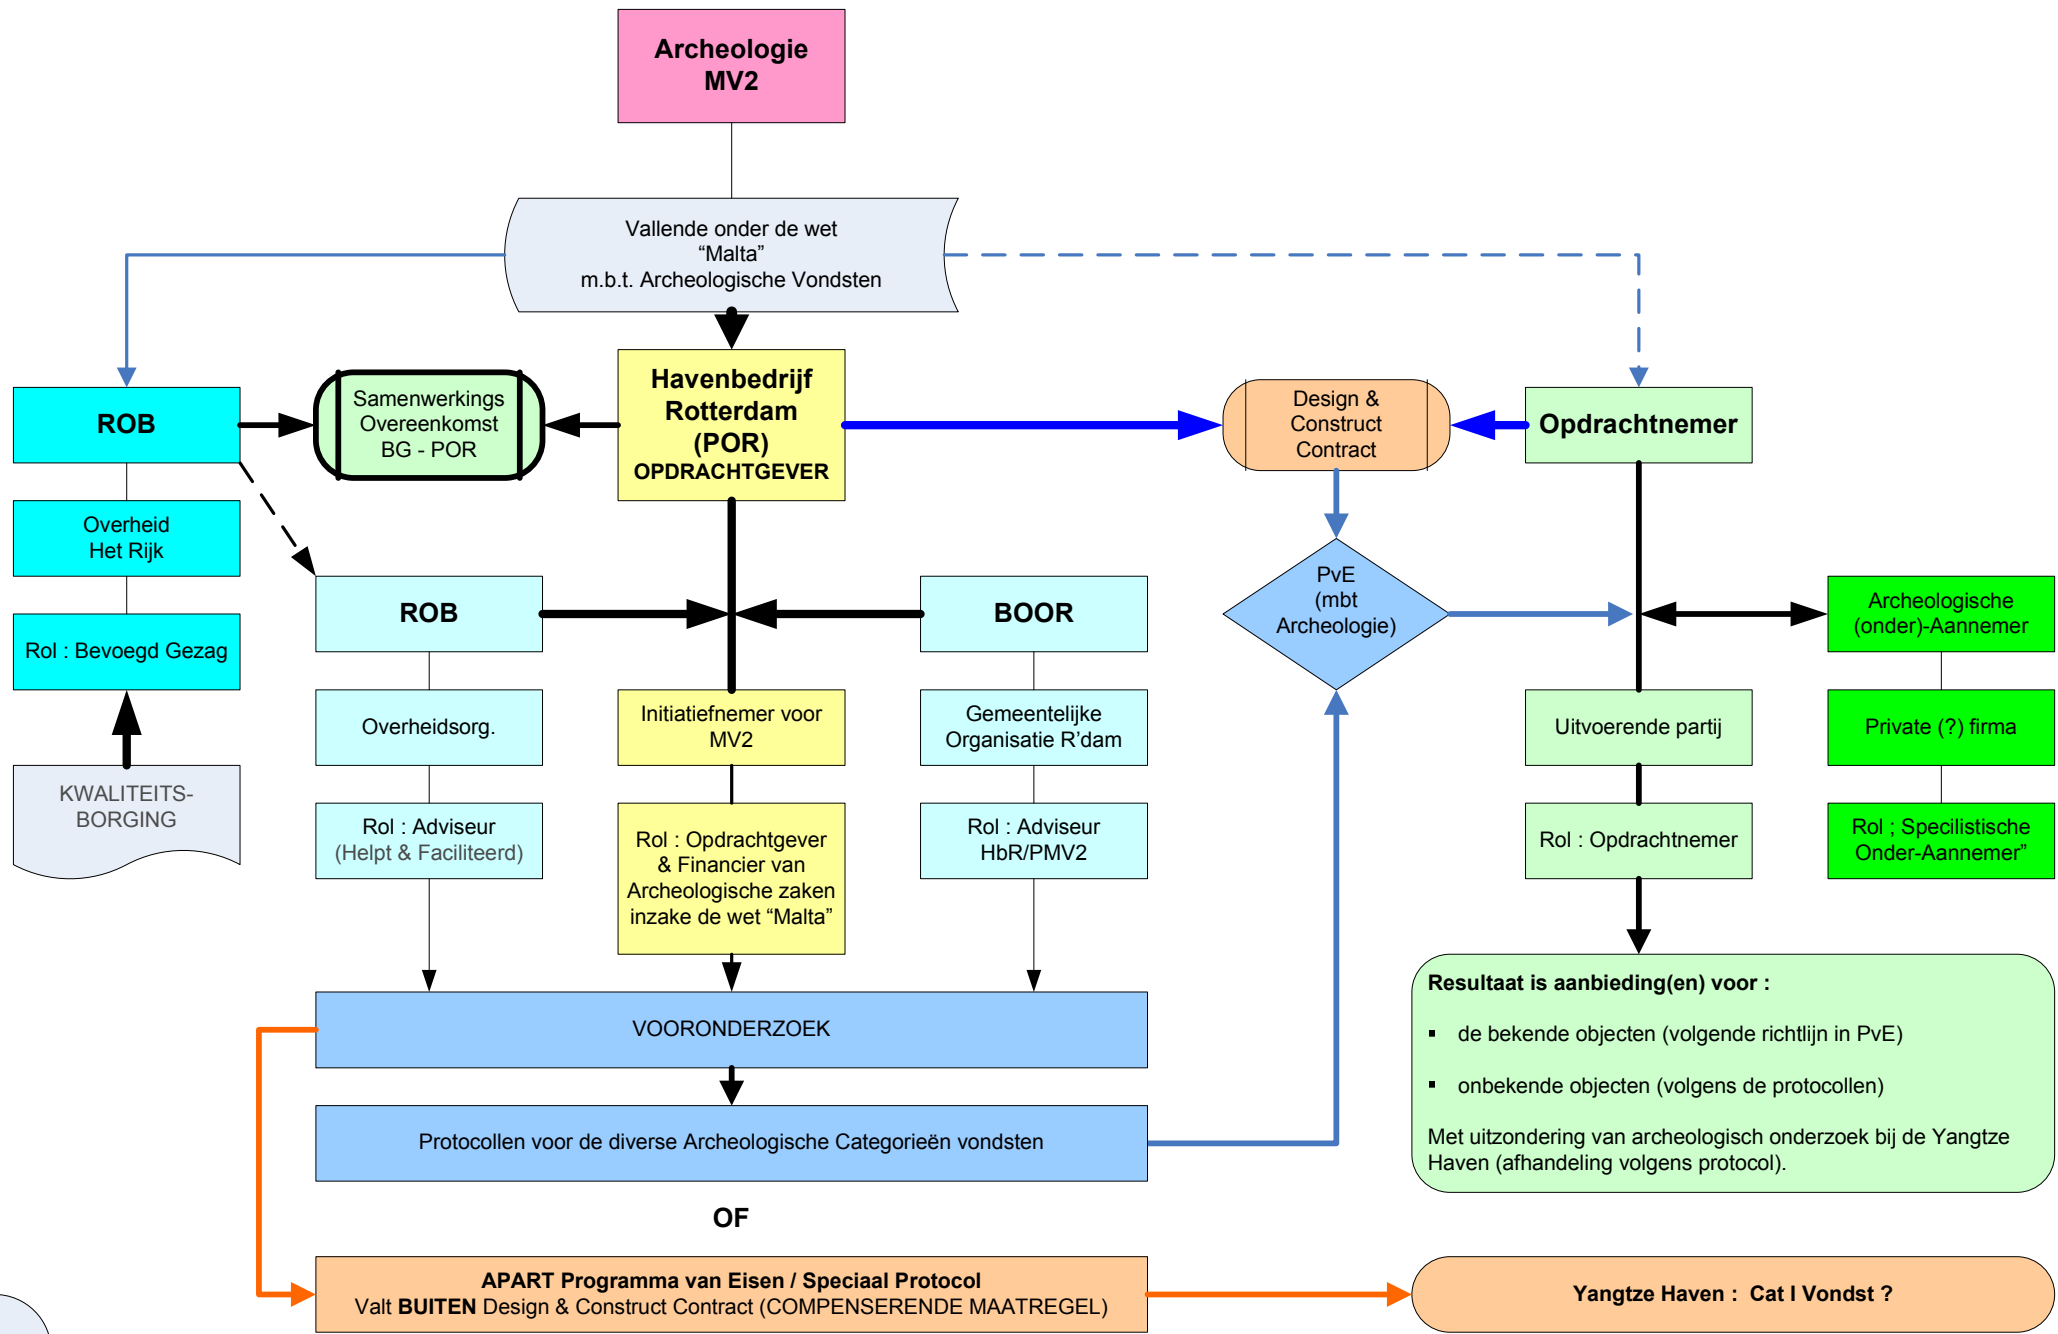 Archeologie
MV2
Vallende onder de wet
“Malta”
m.b.t. Archeologische Vondsten
ROB
Samenwerkings
Overeenkomst
BG - POR
Havenbedrijf
Rotterdam
(POR)
OPDRACHTGEVER
Design &
Construct
Contract
Opdrachtnemer
Overheid
Het Rijk
Rol : Bevoegd Gezag
KWALITEITS-
BORGING
ROB
BOOR
PvE
(mbt
Archeologie)
Archeologische
(onder)-Aannemer
Overheidsorg.
Initiatiefnemer voor
MV2
Gemeentelijke
Organisatie R’dam
Uitvoerende partij
Private (?) firma
Rol : Adviseur
(Helpt & Faciliteerd)
Rol : Opdrachtgever
& Financier van
Archeologische zaken
inzake de wet “Malta”
Rol : Adviseur
HbR/PMV2
Rol : Opdrachtnemer
Rol ; Specilistische
Onder-Aannemer”
VOORONDERZOEK
Protocollen voor de diverse Archeologische Categorieën vondsten
Resultaat is aanbieding(en) voor :
▪ de bekende objecten (volgende richtlijn in PvE)
▪ onbekende objecten (volgens de protocollen)
Met uitzondering van archeologisch onderzoek bij de Yangtze
Haven (afhandeling volgens protocol).
OF
APART Programma van Eisen / Speciaal Protocol
Valt BUITEN Design & Construct Contract (COMPENSERENDE MAATREGEL)
Yangtze Haven : Cat I Vondst ?